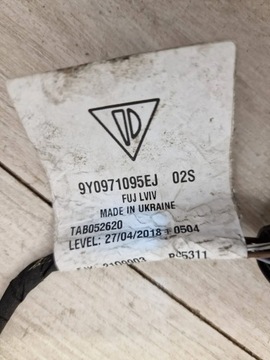 9Y0971095EJ 02S
FUJ LVIV
MADE IN UKRAINE
TAB052620
LEVEL: 27/04/2018 + 0504